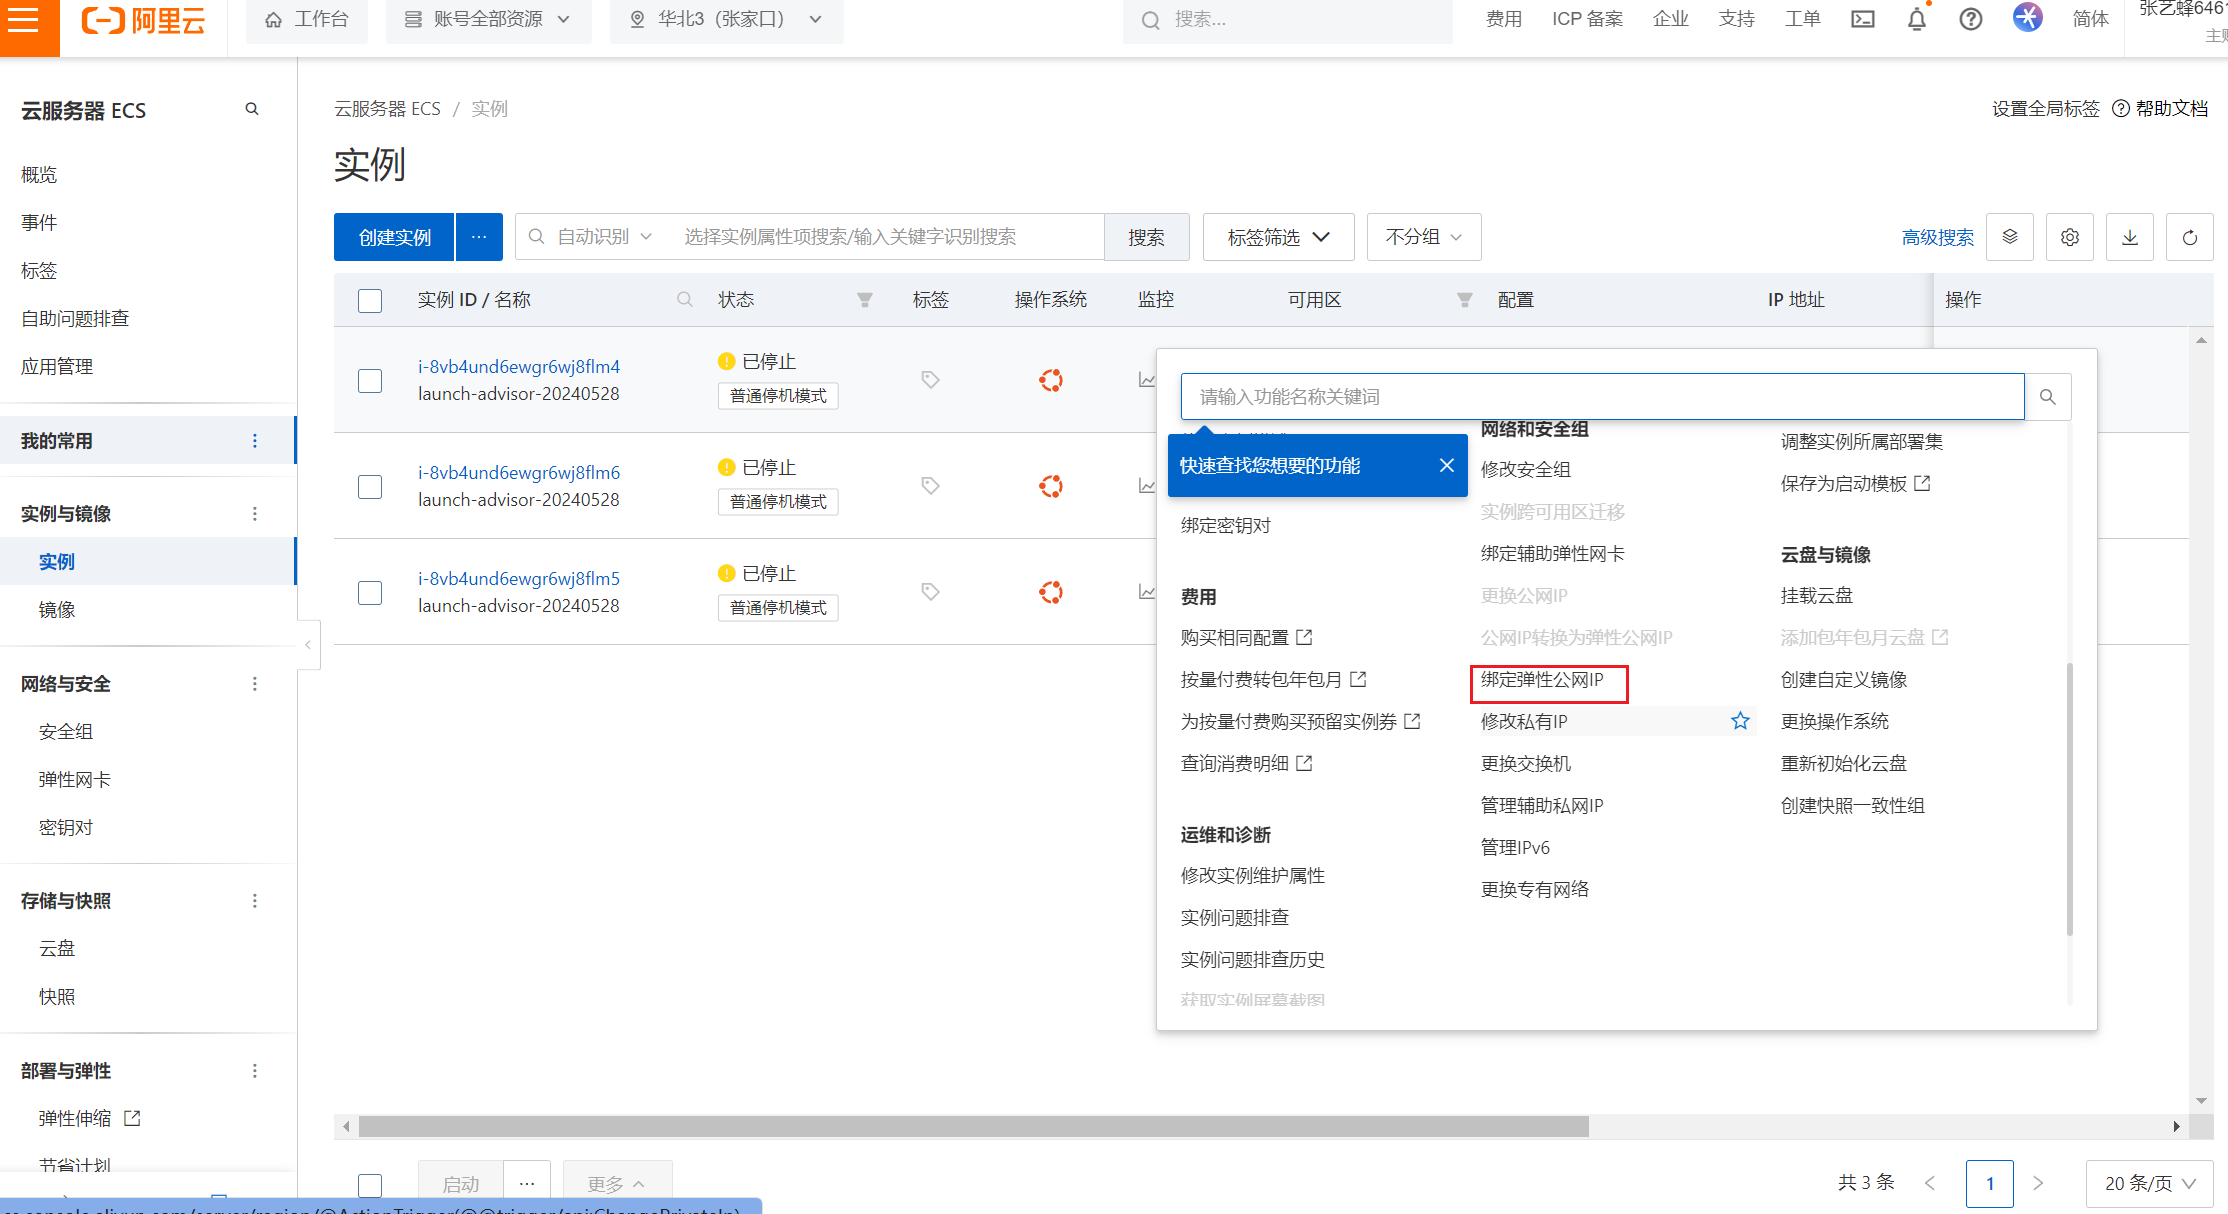 阿里云
工作台
账号全部资源
华北3（张家口）
搜索...
费用
ICP 备案
企业
支持
工单
简体
张艺蜂6461
主账
云服务器 ECS
概览
事件
标签
自助问题排查
应用管理
我的常用
实例与镜像
实例
镜像
网络与安全
安全组
弹性网卡
密钥对
存储与快照
云盘
快照
部署与弹性
弹性伸缩
节省计划
云服务器 ECS / 实例
设置全局标签
帮助文档
实例
创建实例
...
自动识别
选择实例属性项搜索/输入关键字识别搜索
搜索
标签筛选
不分组
高级搜索
实例 ID / 名称
状态
标签
操作系统
监控
可用区
配置
IP 地址
操作
i-8vb4und6ewgr6wj8flm4
launch-advisor-20240528
已停止
普通停机模式
i-8vb4und6ewgr6wj8flm6
launch-advisor-20240528
已停止
普通停机模式
i-8vb4und6ewgr6wj8flm5
launch-advisor-20240528
已停止
普通停机模式
请输入功能名称关键词
快速查找您想要的功能
绑定密钥对
费用
购买相同配置
按量付费转包年包月
为按量付费购买预留实例券
查询消费明细
运维和诊断
修改实例维护属性
实例问题排查
实例问题排查历史
获取实例屏幕截图
网络和安全组
修改安全组
实例跨可用区迁移
绑定辅助弹性网卡
更换公网IP
公网IP转换为弹性公网IP
绑定弹性公网IP
修改私有IP
更换交换机
管理辅助私网IP
管理IPv6
更换专有网络
调整实例所属部署集
保存为启动模板
云盘与镜像
挂载云盘
添加包年包月云盘
创建自定义镜像
更换操作系统
重新初始化云盘
创建快照一致性组
启动
...
更多
共 3 条
1
20 条/页